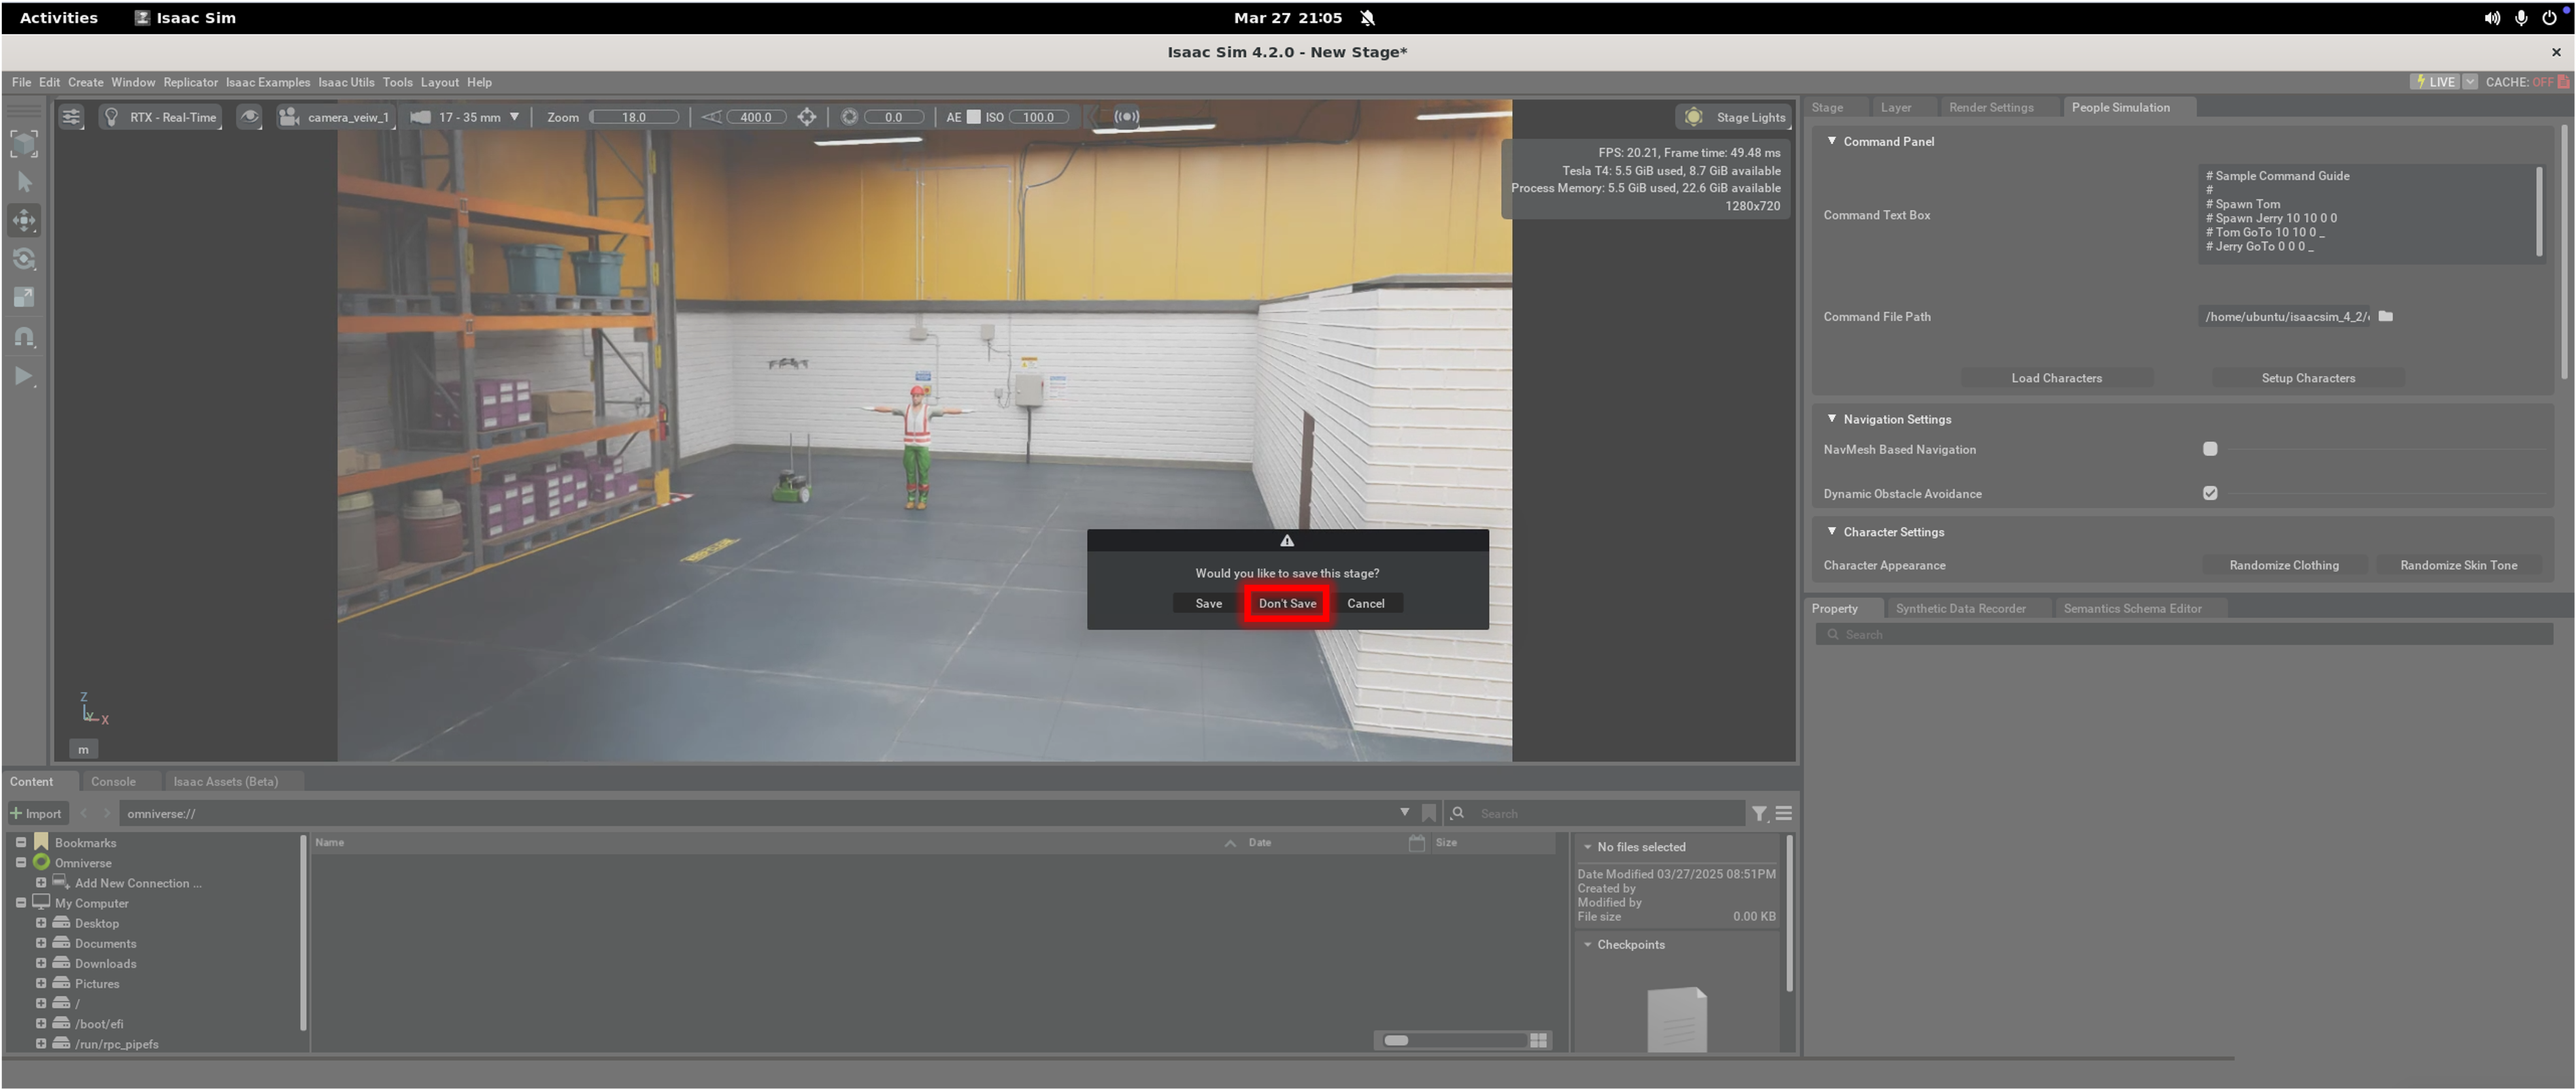 Activities Isaac Sim Mar 27 21:05
Isaac Sim 4.2.0 - New Stage*
File Edit Create Window Replicator Isaac Examples Isaac Utils Tools Layout Help LIVE CACHE: OFF
RTX - Real-Time camera_veiw_1 17 - 35 mm Zoom 18.0 400.0 0.0 AE ISO 100.0 Stage Lights
FPS: 20.21, Frame time: 49.48 ms
Tesla T4: 5.5 GiB used, 8.7 GiB available
Process Memory: 5.5 GiB used, 22.6 GiB available
1280x720
Z
X
m
Would you like to save this stage?
Save Don't Save Cancel
Stage Layer Render Settings People Simulation
Command Panel
Command Text Box
# Sample Command Guide
#
# Spawn Tom
# Spawn Jerry 10 10 0 0
# Tom GoTo 10 10 0 _
# Jerry GoTo 0 0 0 _
Command File Path /home/ubuntu/isaacsim_4_2/
Load Characters Setup Characters
Navigation Settings
NavMesh Based Navigation
Dynamic Obstacle Avoidance
Character Settings
Character Appearance Randomize Clothing Randomize Skin Tone
Property Synthetic Data Recorder Semantics Schema Editor
Search
Content Console Isaac Assets (Beta)
Import omniverse:// Search
Bookmarks
Omniverse
Add New Connection ...
My Computer
Desktop
Documents
Downloads
Pictures
/
/boot/efi
/run/rpc_pipefs
Name Date Size
No files selected
Date Modified 03/27/2025 08:51PM
Created by
Modified by
File size 0.00 KB
Checkpoints